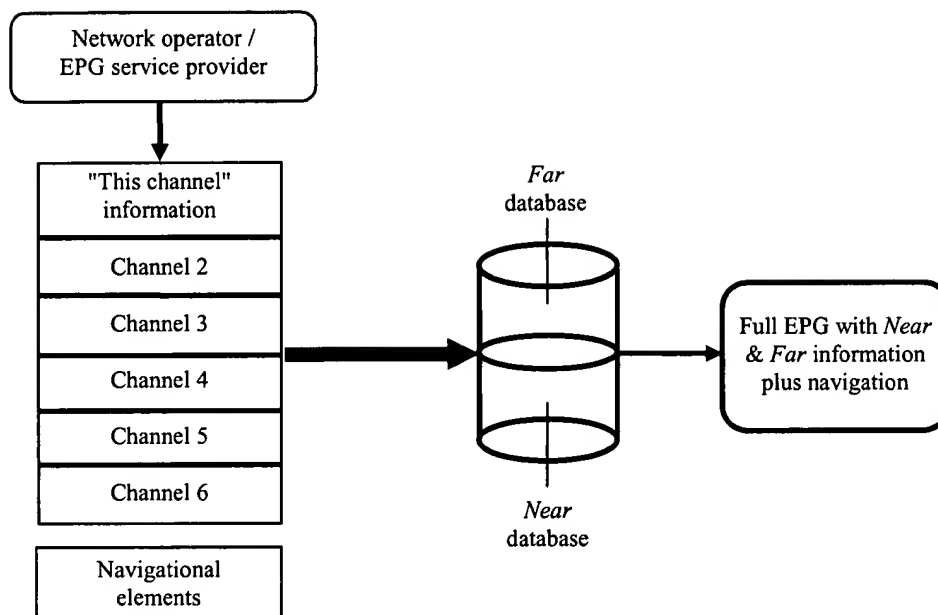 Network operator /
EPG service provider
"This channel"
information
Channel 2
Channel 3
Channel 4
Channel 5
Channel 6
Navigational
elements
Far
database
Near
database
Full EPG with Near
& Far information
plus navigation